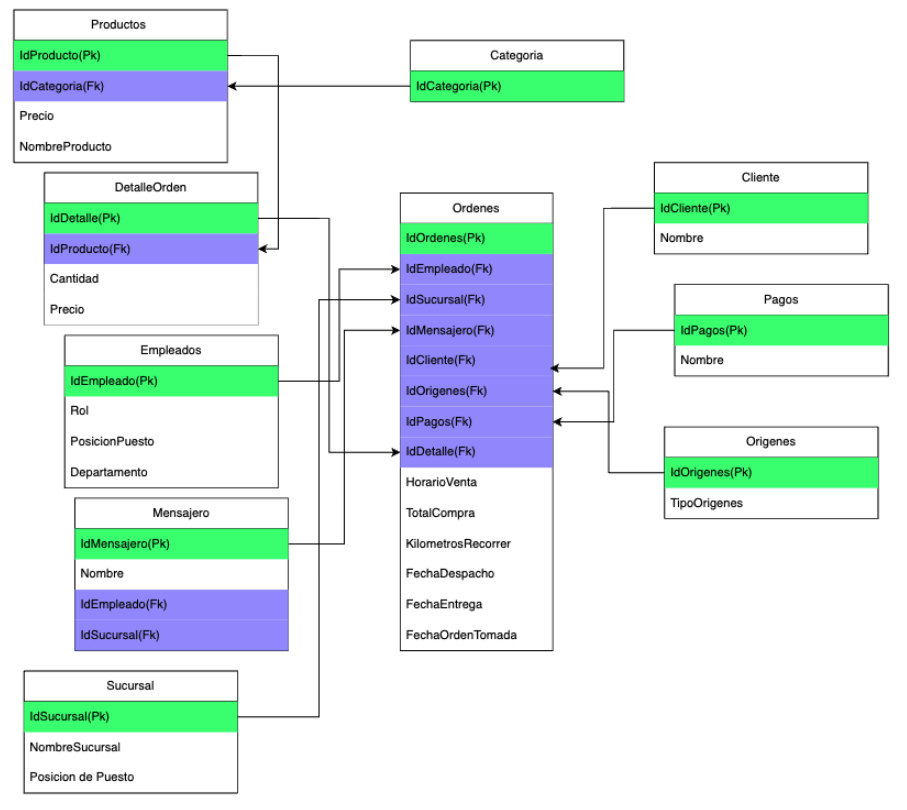 Productos
IdProducto(Pk)
IdCategoria(Fk)
Precio
NombreProducto
Categoria
IdCategoria(Pk)
DetalleOrden
IdDetalle(Pk)
IdProducto(Fk)
Cantidad
Precio
Ordenes
IdOrdenes(Pk)
IdEmpleado(Fk)
IdSucursal(Fk)
IdMensajero(Fk)
IdCliente(Fk)
IdOrigenes(Fk)
IdPagos(Fk)
IdDetalle(Fk)
HorarioVenta
TotalCompra
KilometrosRecorrer
FechaDespacho
FechaEntrega
FechaOrdenTomada
Cliente
IdCliente(Pk)
Nombre
Pagos
IdPagos(Pk)
Nombre
Origenes
IdOrigenes(Pk)
TipoOrigenes
Empleados
IdEmpleado(Pk)
Rol
PosicionPuesto
Departamento
Mensajero
IdMensajero(Pk)
Nombre
IdEmpleado(Fk)
IdSucursal(Fk)
Sucursal
IdSucursal(Pk)
NombreSucursal
Posicion de Puesto